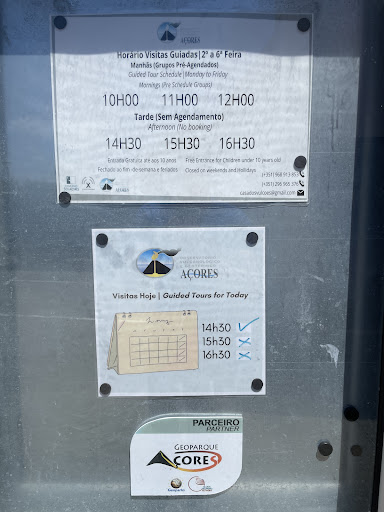 AÇORES
Horário Visitas Guiadas|2ª a 6ª Feira
Manhãs (Grupos Pré-Agendados)
Guided Tour Schedule|Monday to Friday
Mornings (Pre Schedule Groups)
10H00 11H00 12H00
Tarde (Sem Agendamento)
Afternoon (No booking)
14H30 15H30 16H30
Entrada Gratuita até aos 10 anos Free Entrance for Children under 10 years old
Fechado ao fim de semana e feriados Closed on weekends and Holidays
AÇORES
AÇORES
Visitas Hoje | Guided Tours for Today
14h30
15h30
16h30
PARCEIRO
PARTNER
GEOPARQUE
AÇORES